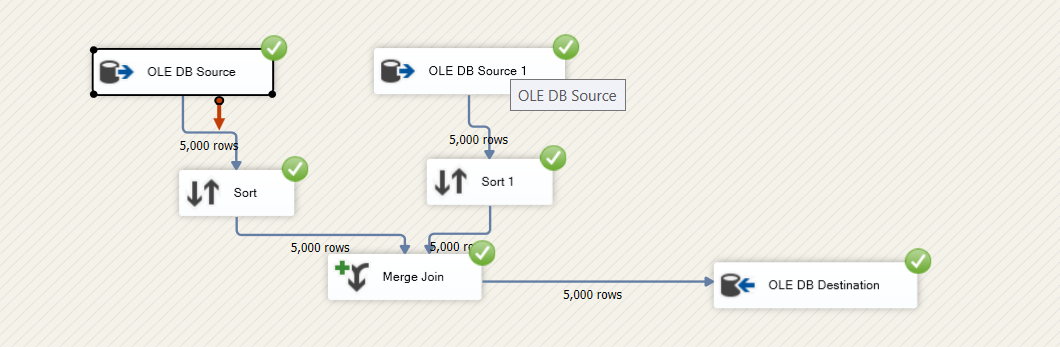 OLE DB Source
OLE DB Source 1
OLE DB Source
5,000 rows
5,000 rows
Sort
Sort 1
5,000 rows
5,000 ro
Merge Join
5,000 rows
OLE DB Destination